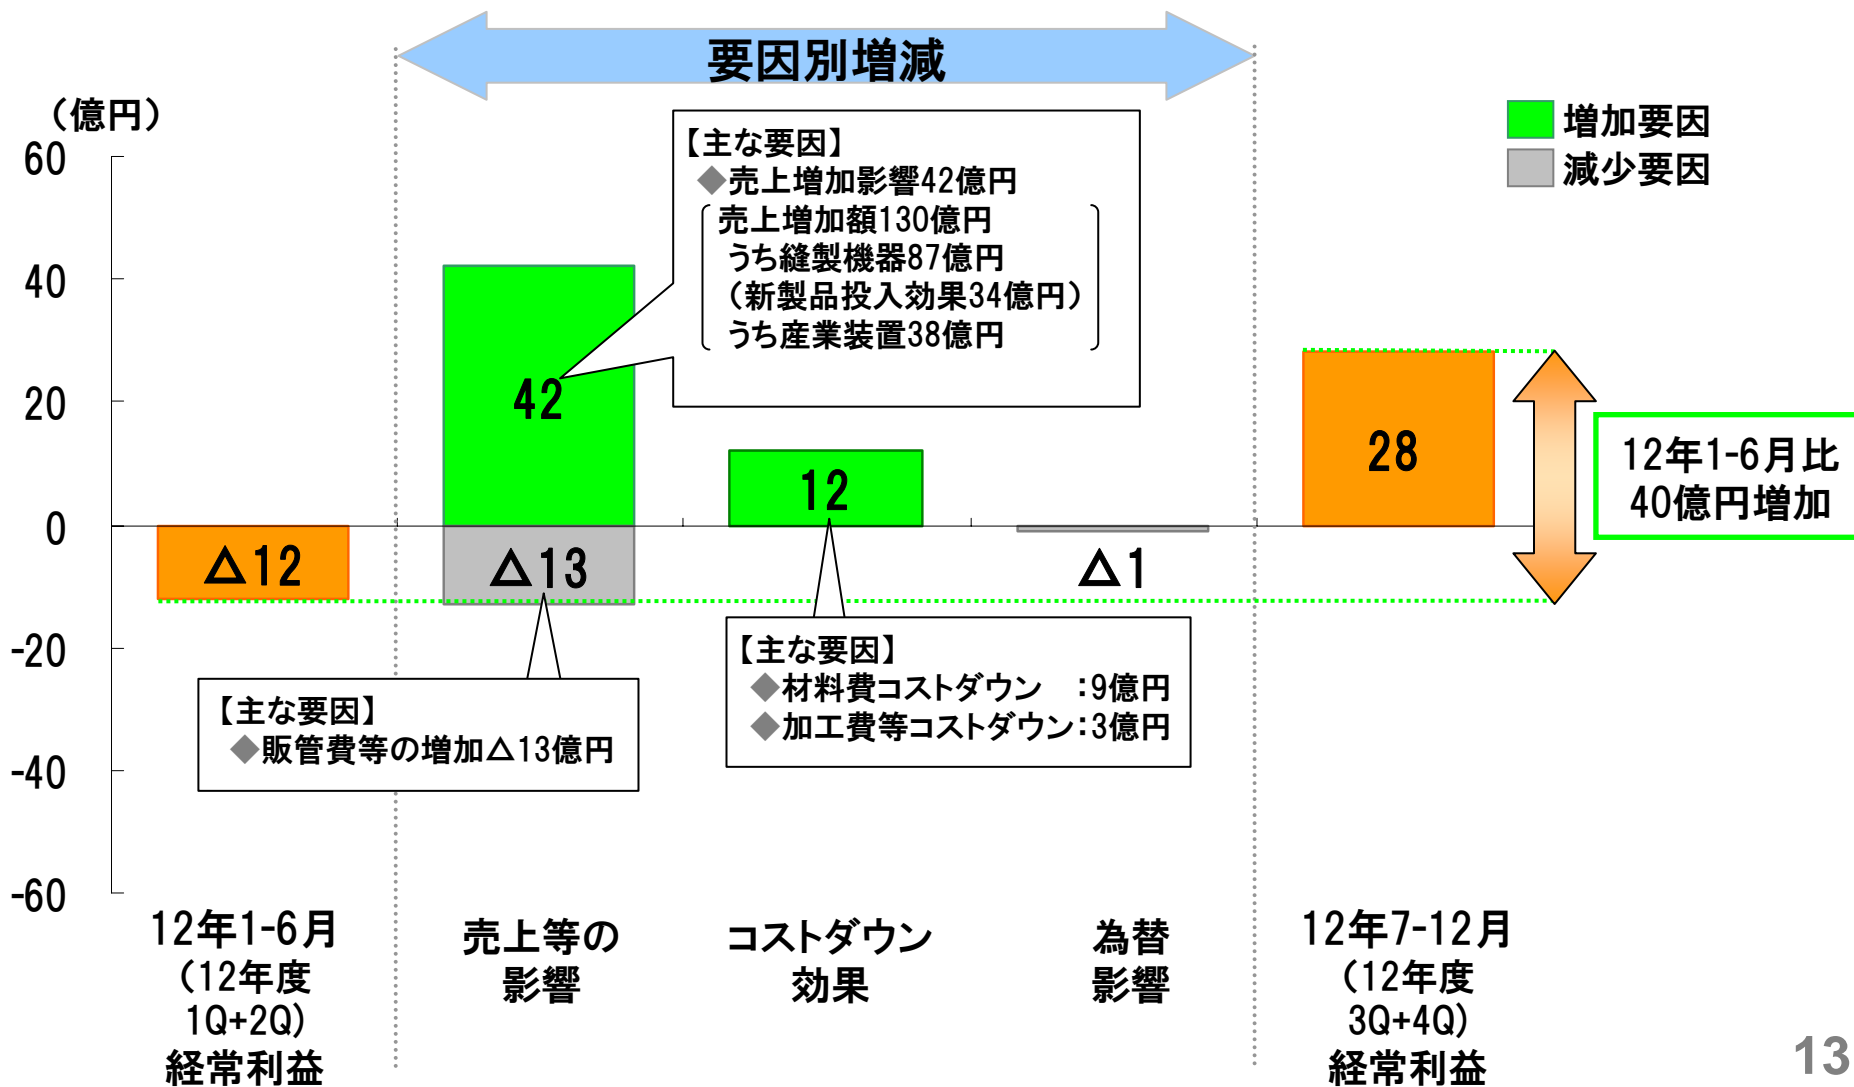 要因別増減
（億円）
増加要因
減少要因
60
40
20
0
-20
-40
-60
【主な要因】
◆売上増加影響42億円
売上増加額130億円
うち縫製機器87億円
（新製品投入効果34億円）
うち産業装置38億円
42
12
28
△12
△13
△1
12年1-6月比
40億円増加
【主な要因】
◆販管費等の増加△13億円
【主な要因】
◆材料費コストダウン　：9億円
◆加工費等コストダウン：3億円
12年1-6月
（12年度
1Q+2Q）
経常利益
売上等の
影響
コストダウン
効果
為替
影響
12年7-12月
（12年度
3Q+4Q）
経常利益
13